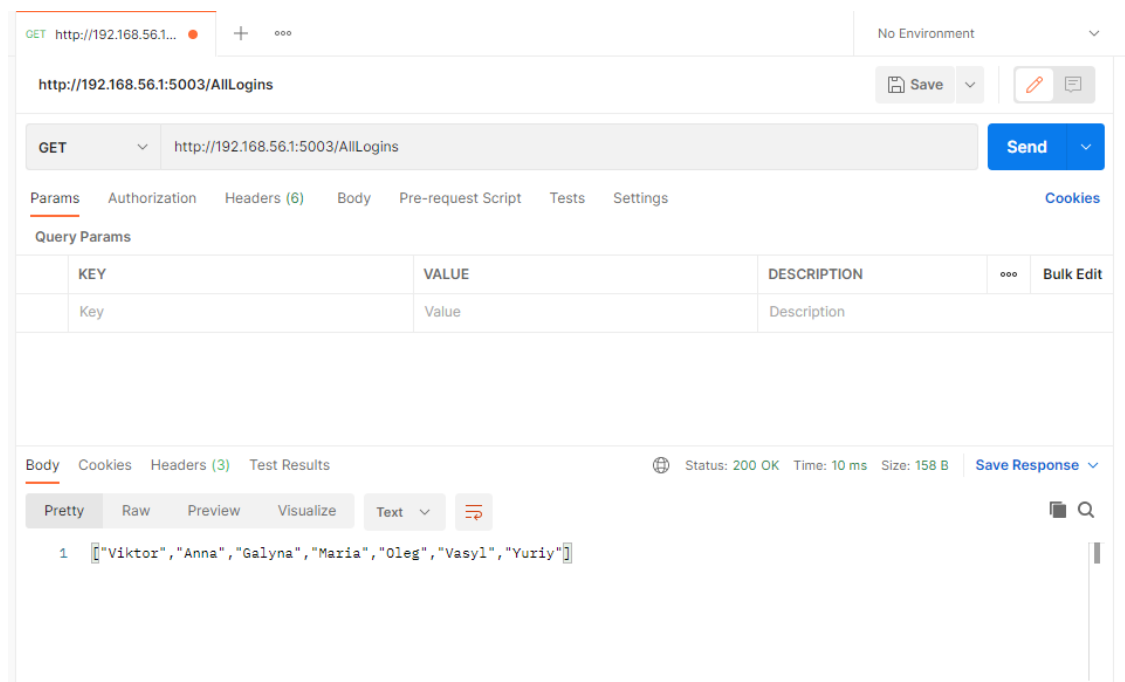 GET http://192.168.56.1... No Environment
http://192.168.56.1:5003/AllLogins Save
GET http://192.168.56.1:5003/AllLogins Send
Params Authorization Headers (6) Body Pre-request Script Tests Settings Cookies
Query Params
KEY VALUE DESCRIPTION Bulk Edit
Key Value Description
Body Cookies Headers (3) Test Results Status: 200 OK Time: 10 ms Size: 158 B Save Response
Pretty Raw Preview Visualize Text
1 ["Viktor","Anna","Galyna","Maria","Oleg","Vasyl","Yuriy"]